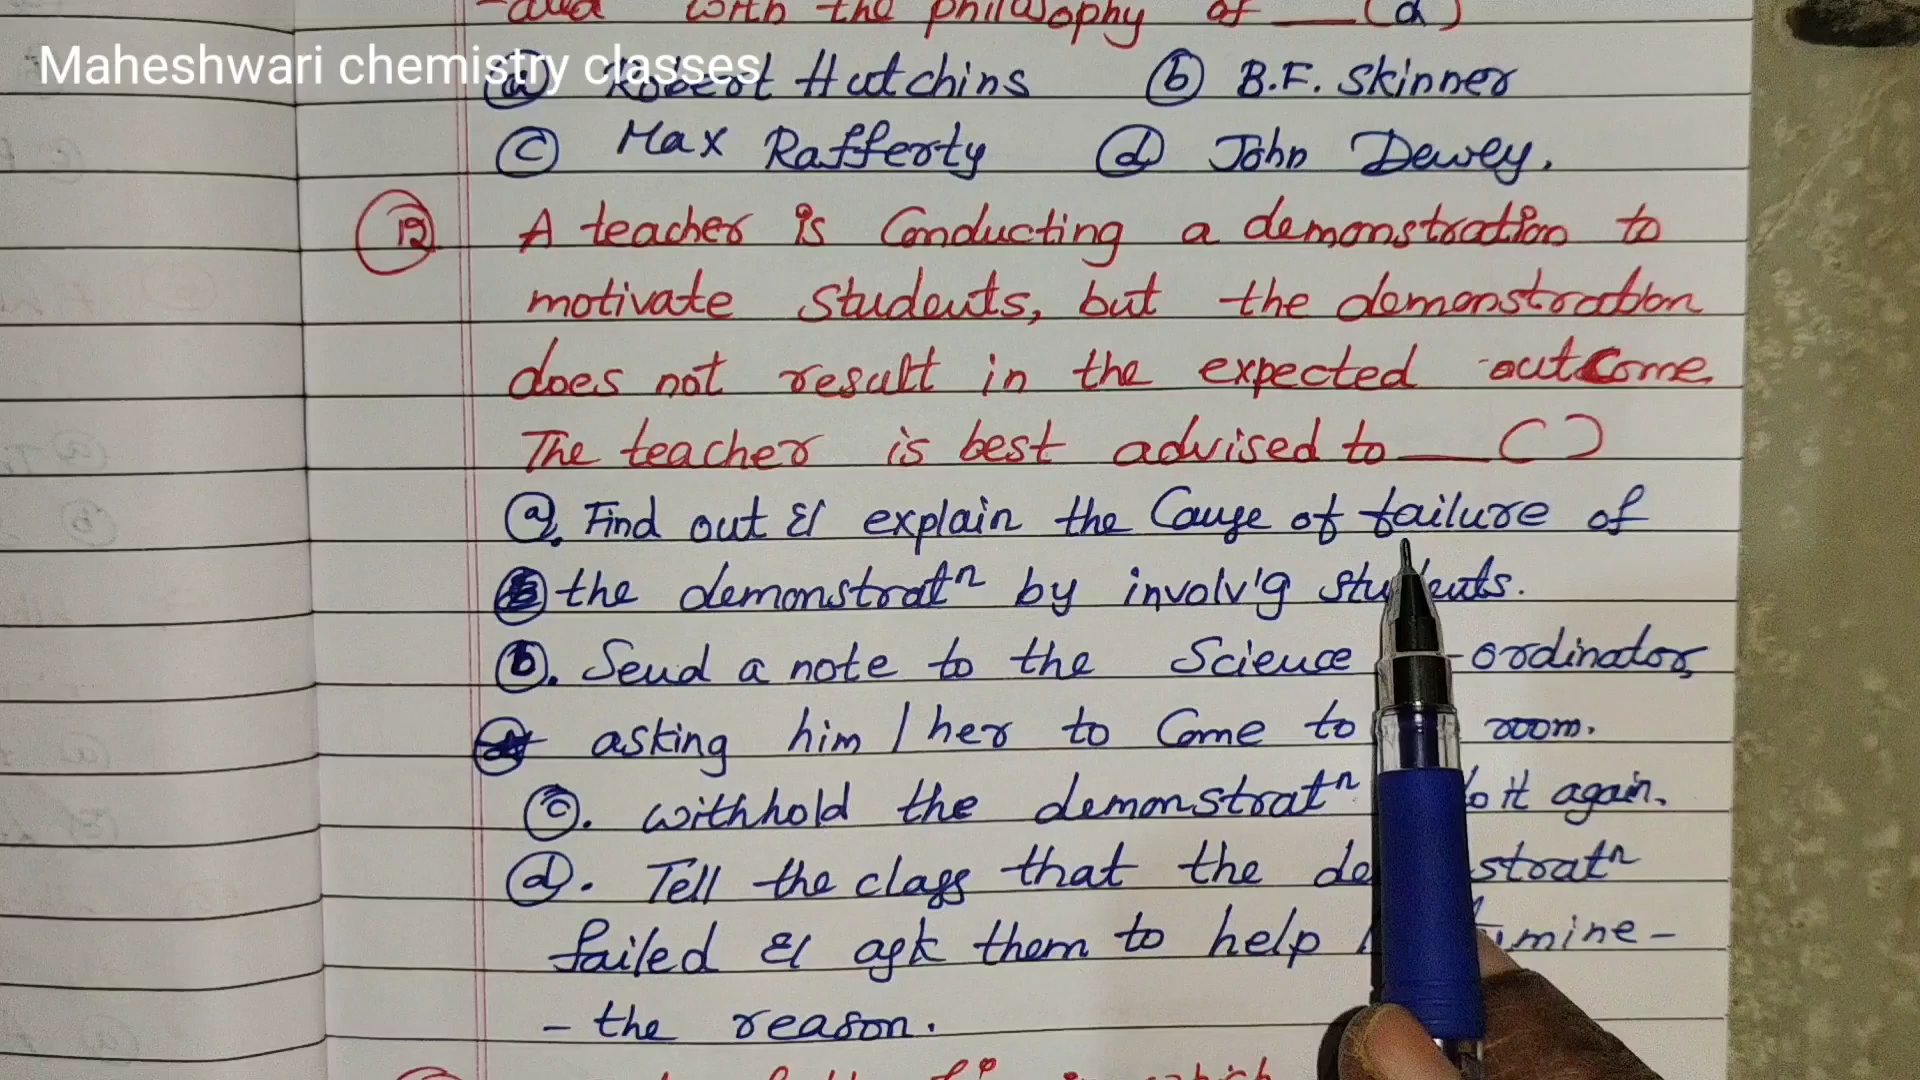 with the philosophy of ___ (d)
Maheshwari chemistry classes
(a) Robert Hutchins (b) B.F. Skinner
(c) Max Rafferty (d) John Dewey.
(12) A teacher is Conducting a demonstration to
motivate students, but the demonstration
does not result in the expected outcome
The teacher is best advised to ___ ( )
(a). Find out & explain the Cause of failure of
the demonstratn by involv'g students.
(b). Send a note to the Science -ordinator,
asking him / her to Come to room.
(c). withhold the demonstratn it again.
(d). Tell the class that the de stratn
failed & ask them to help mine-
- the reason.